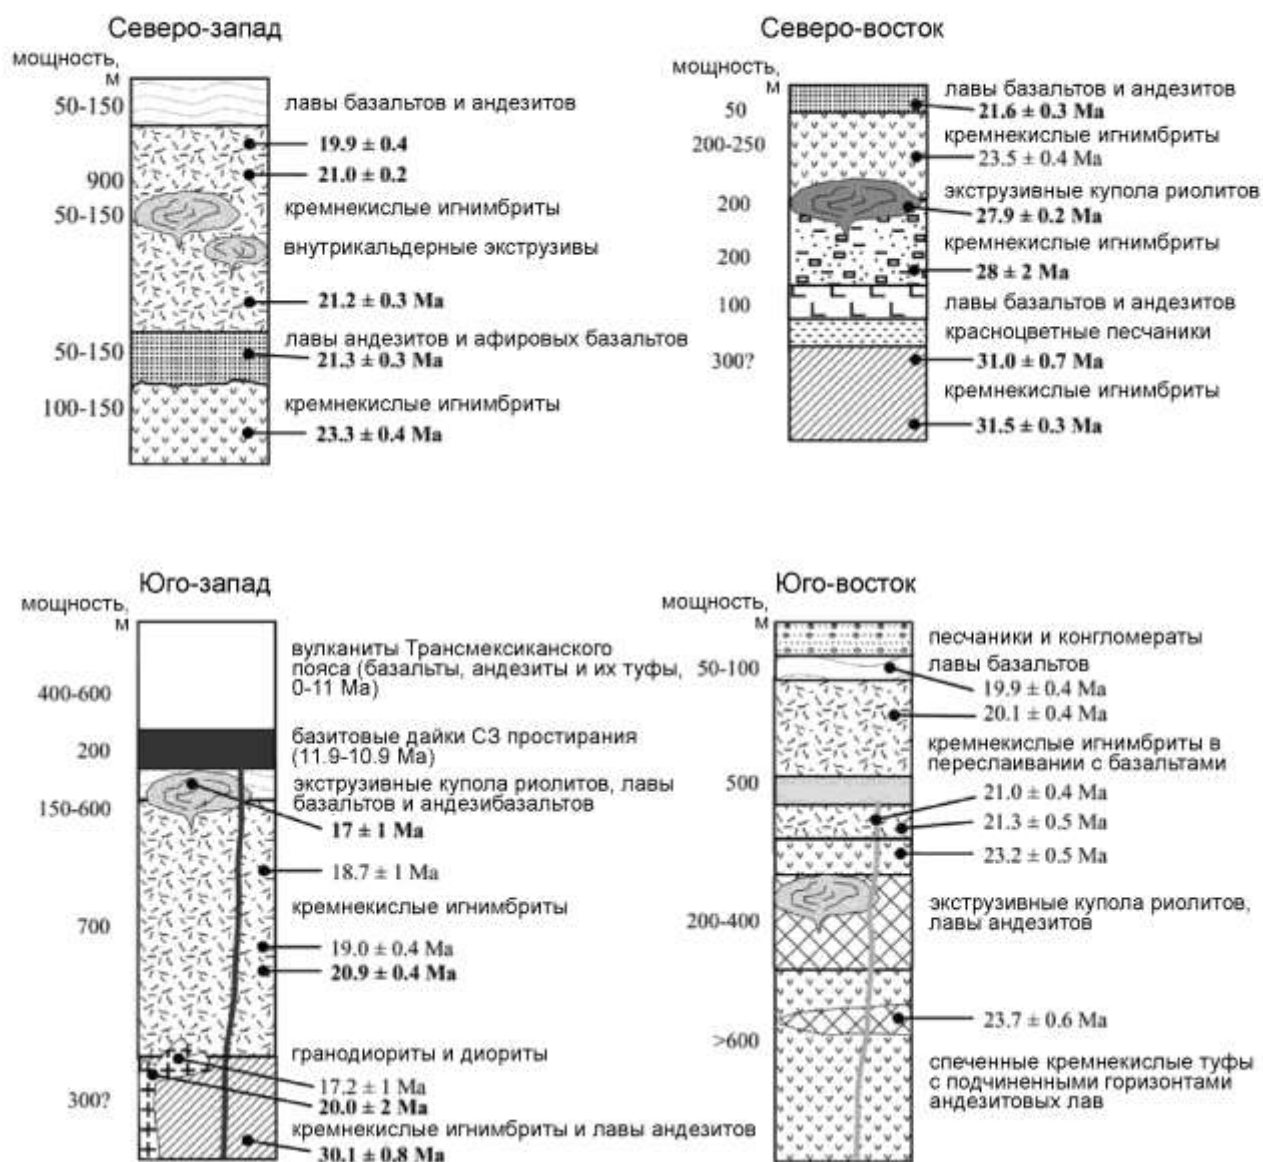 Северо-запад
мощность,
м
50-150
лавы базальтов и андезитов
19.9 ± 0.4
21.0 ± 0.2
900
50-150
кремнекислые игнимбриты
внутрикальдерные экструзивы
21.2 ± 0.3 Ma
лавы андезитов и афировых базальтов
50-150
21.3 ± 0.3 Ma
100-150
кремнекислые игнимбриты
23.3 ± 0.4 Ma
Северо-восток
мощность,
м
лавы базальтов и андезитов
50
21.6 ± 0.3 Ma
кремнекислые игнимбриты
200-250
23.5 ± 0.4 Ma
экструзивные купола риолитов
200
27.9 ± 0.2 Ma
кремнекислые игнимбриты
200
28 ± 2 Ma
100
лавы базальтов и андезитов
красноцветные песчаники
300?
31.0 ± 0.7 Ma
кремнекислые игнимбриты
31.5 ± 0.3 Ma
Юго-запад
мощность,
м
вулканиты Трансмексиканского
пояса (базальты, андезиты и их туфы,
0-11 Ma)
400-600
базитовые дайки СЗ простирания
(11.9-10.9 Ma)
200
экструзивные купола риолитов, лавы
базальтов и андезибазальтов
150-600
17 ± 1 Ma
18.7 ± 1 Ma
кремнекислые игнимбриты
700
19.0 ± 0.4 Ma
20.9 ± 0.4 Ma
гранодиориты и диориты
17.2 ± 1 Ma
300?
20.0 ± 2 Ma
кремнекислые игнимбриты и лавы андезитов
30.1 ± 0.8 Ma
Юго-восток
мощность,
м
песчаники и конгломераты
50-100
лавы базальтов
19.9 ± 0.4 Ma
20.1 ± 0.4 Ma
кремнекислые игнимбриты в
переслаивании с базальтами
500
21.0 ± 0.4 Ma
21.3 ± 0.5 Ma
23.2 ± 0.5 Ma
экструзивные купола риолитов,
лавы андезитов
200-400
23.7 ± 0.6 Ma
>600
спеченные кремнекислые туфы
с подчиненными горизонтами
андезитовых лав